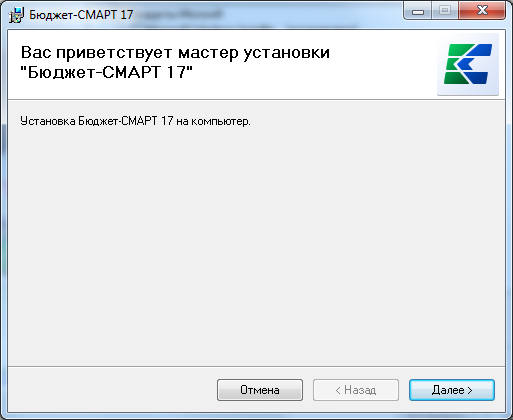 Бюджет-СМАРТ 17
Вас приветствует мастер установки
"Бюджет-СМАРТ 17"
Установка Бюджет-СМАРТ 17 на компьютер.
Отмена
< Назад
Далее >